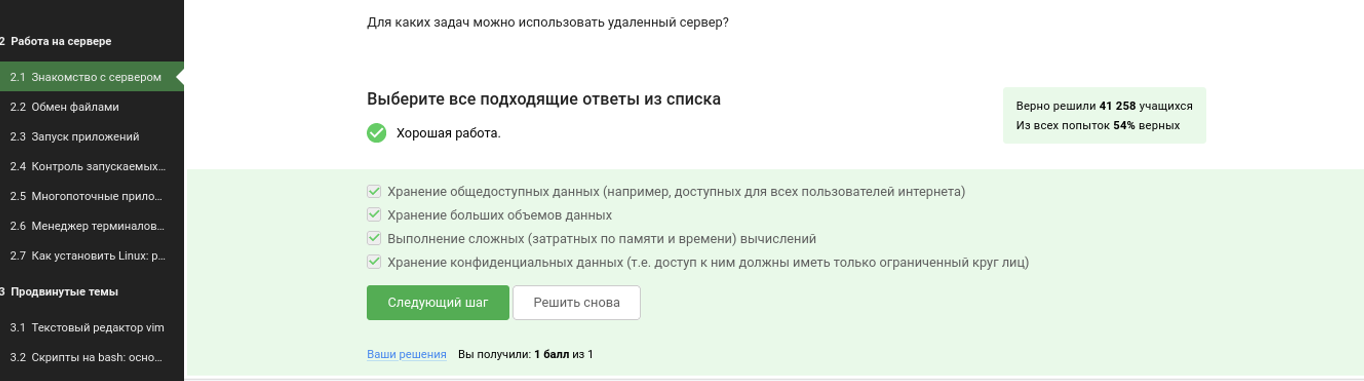 Для каких задач можно использовать удаленный сервер?
2 Работа на сервере
2.1 Знакомство с сервером
2.2 Обмен файлами
2.3 Запуск приложений
2.4 Контроль запускаемых...
2.5 Многопоточные прило...
2.6 Менеджер терминалов...
2.7 Как установить Linux: р...
3 Продвинутые темы
3.1 Текстовый редактор vim
3.2 Скрипты на bash: осно...
Выберите все подходящие ответы из списка
Хорошая работа.
Верно решили 41 258 учащихся
Из всех попыток 54% верных
Хранение общедоступных данных (например, доступных для всех пользователей интернета)
Хранение больших объемов данных
Выполнение сложных (затратных по памяти и времени) вычислений
Хранение конфиденциальных данных (т.е. доступ к ним должны иметь только ограниченный круг лиц)
Следующий шаг
Решить снова
Ваши решения Вы получили: 1 балл из 1